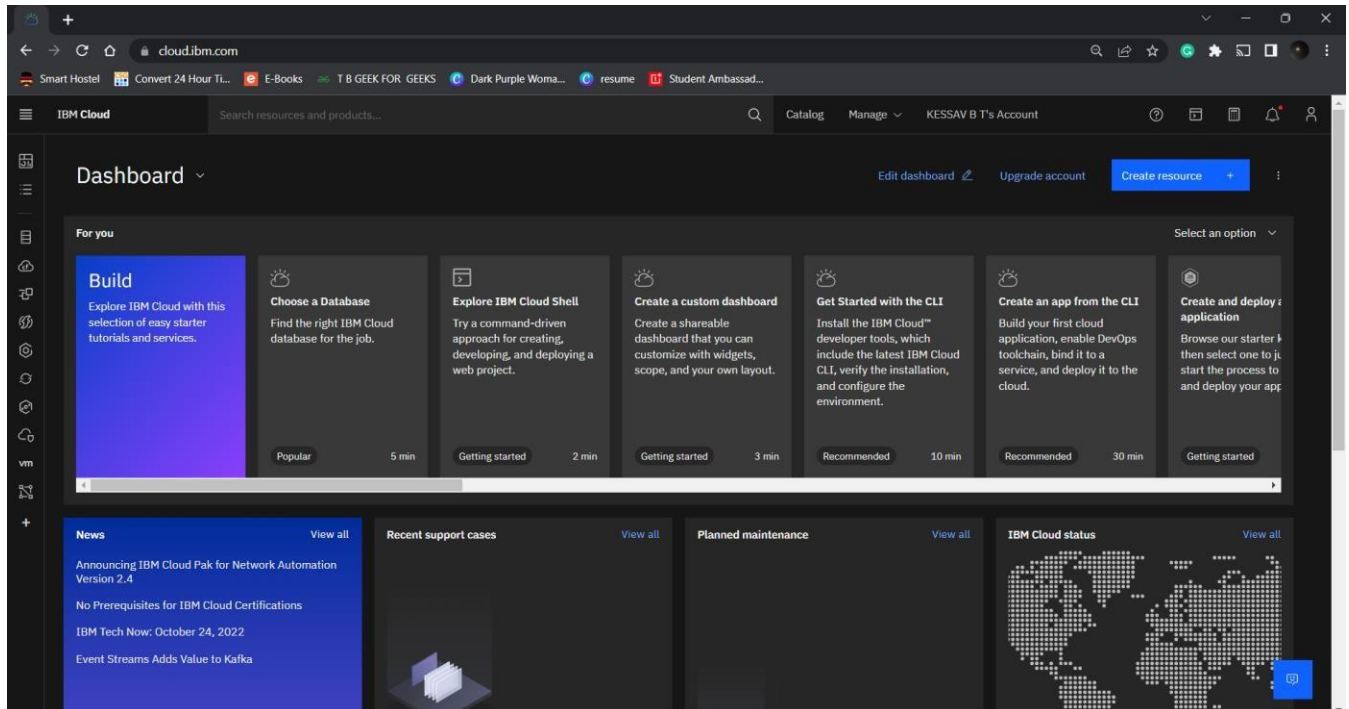 cloud.ibm.com
Smart Hostel Convert 24 Hour Ti... E-Books T B GEEK FOR GEEKS Dark Purple Woma... resume Student Ambassad...
IBM Cloud Search resources and products... Catalog Manage KESSAV B T's Account
Dashboard Edit dashboard Upgrade account Create resource +
For you Select an option
Build
Explore IBM Cloud with this
selection of easy starter
tutorials and services.
Choose a Database
Find the right IBM Cloud
database for the job.
Popular 5 min
Explore IBM Cloud Shell
Try a command-driven
approach for creating,
developing, and deploying a
web project.
Getting started 2 min
Create a custom dashboard
Create a shareable
dashboard that you can
customize with widgets,
scope, and your own layout.
Getting started 3 min
Get Started with the CLI
Install the IBM Cloud™
developer tools, which
include the latest IBM Cloud
CLI, verify the installation,
and configure the
environment.
Recommended 10 min
Create an app from the CLI
Build your first cloud
application, enable DevOps
toolchain, bind it to a
service, and deploy it to the
cloud.
Recommended 30 min
Create and deploy
application
Browse our starter
then select one to
start the process to
and deploy your
Getting started
vm
News View all
Announcing IBM Cloud Pak for Network Automation
Version 2.4
No Prerequisites for IBM Cloud Certifications
IBM Tech Now: October 24, 2022
Event Streams Adds Value to Kafka
Recent support cases View all
Planned maintenance View all
IBM Cloud status View all